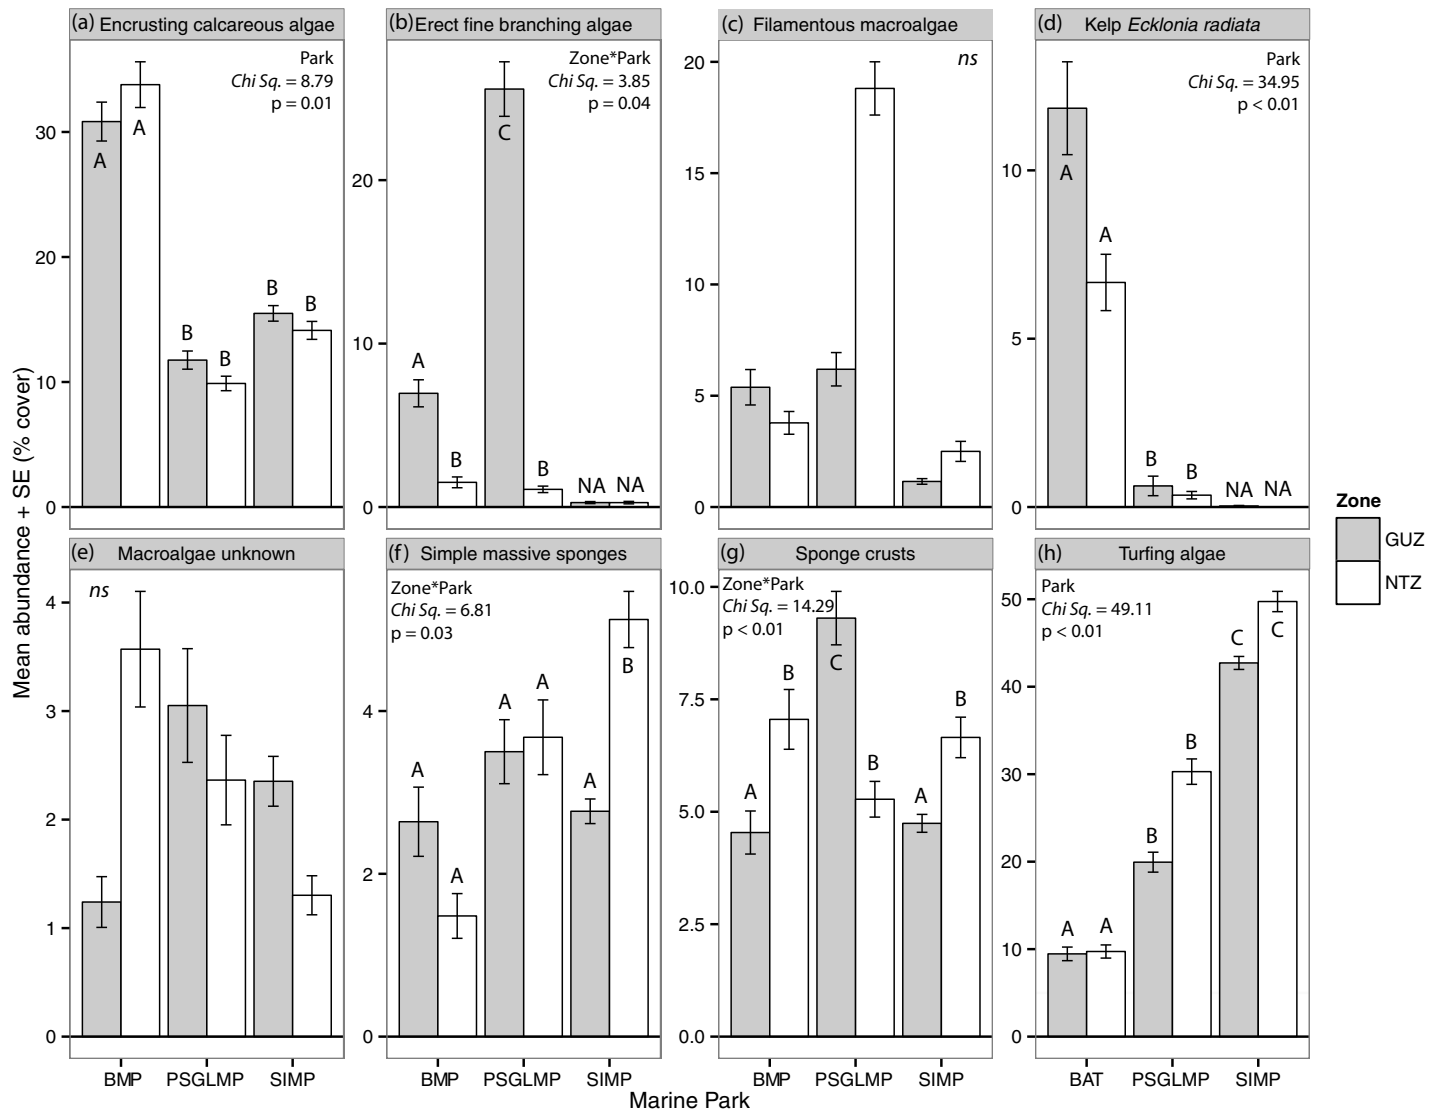 (a) Encrusting calcareous algae
Park
Chi Sq. = 8.79
p = 0.01
30
20
10
0
A
A
B
B
B
B
(b) Erect fine branching algae
Zone*Park
Chi Sq. = 3.85
p = 0.04
20
10
0
A
B
C
B
NA
NA
(c) Filamentous macroalgae
ns
20
15
10
5
0
(d) Kelp Ecklonia radiata
Park
Chi Sq. = 34.95
p < 0.01
10
5
0
A
A
B
B
NA
NA
Mean abundance + SE (% cover)
(e) Macroalgae unknown
ns
4
3
2
1
0
BMP PSGLMP SIMP
(f) Simple massive sponges
Zone*Park
Chi Sq. = 6.81
p = 0.03
4
2
0
A
A
A
A
A
B
BMP PSGLMP SIMP
(g) Sponge crusts
Zone*Park
Chi Sq. = 14.29
p < 0.01
10.0
7.5
5.0
2.5
0.0
A
B
C
B
A
B
BMP PSGLMP SIMP
(h) Turfing algae
Park
Chi Sq. = 49.11
p < 0.01
50
40
30
20
10
0
A
A
B
B
C
C
BAT PSGLMP SIMP
Marine Park
Zone
GUZ
NTZ